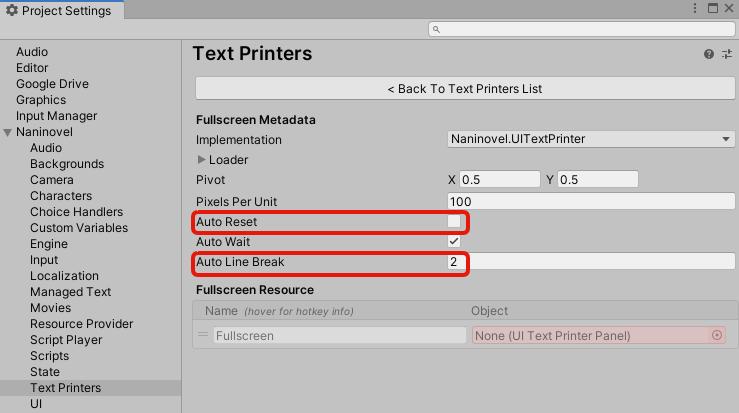 Project Settings
Audio
Editor
Google Drive
Graphics
Input Manager
Naninovel
Audio
Backgrounds
Camera
Characters
Choice Handlers
Custom Variables
Engine
Input
Localization
Managed Text
Movies
Resource Provider
Script Player
Scripts
State
Text Printers
UI
Text Printers
< Back To Text Printers List
Fullscreen Metadata
Implementation Naninovel.UITextPrinter
Loader
Pivot X 0.5 Y 0.5
Pixels Per Unit 100
Auto Reset
Auto Wait
Auto Line Break 2
Fullscreen Resource
Name (hover for hotkey info) Object
Fullscreen None (UI Text Printer Panel)